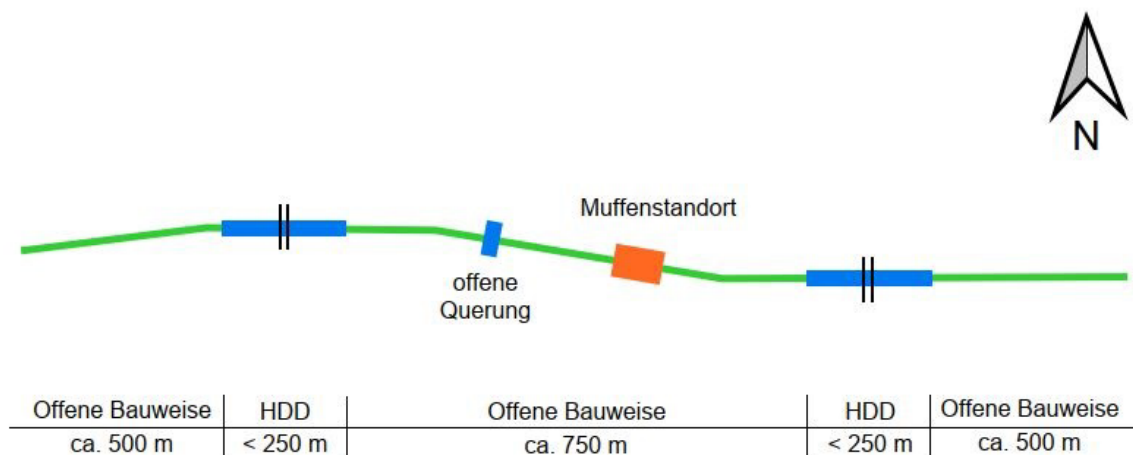 N
Muffenstandort
offene
Querung
Offene Bauweise HDD Offene Bauweise HDD Offene Bauweise
ca. 500 m < 250 m ca. 750 m < 250 m ca. 500 m